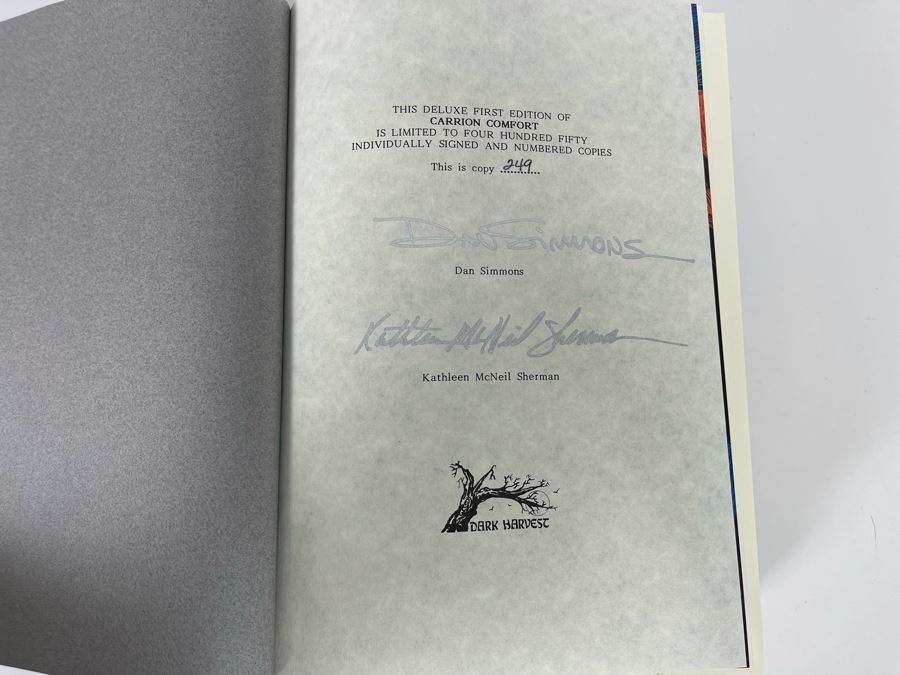 THIS DELUXE FIRST EDITION OF
CARRION COMFORT
IS LIMITED TO FOUR HUNDRED FIFTY
INDIVIDUALLY SIGNED AND NUMBERED COPIES
This is copy 249
Dan Simmons
Dan Simmons
Kathleen McNeil Sherman
Kathleen McNeil Sherman
DARK HARVEST